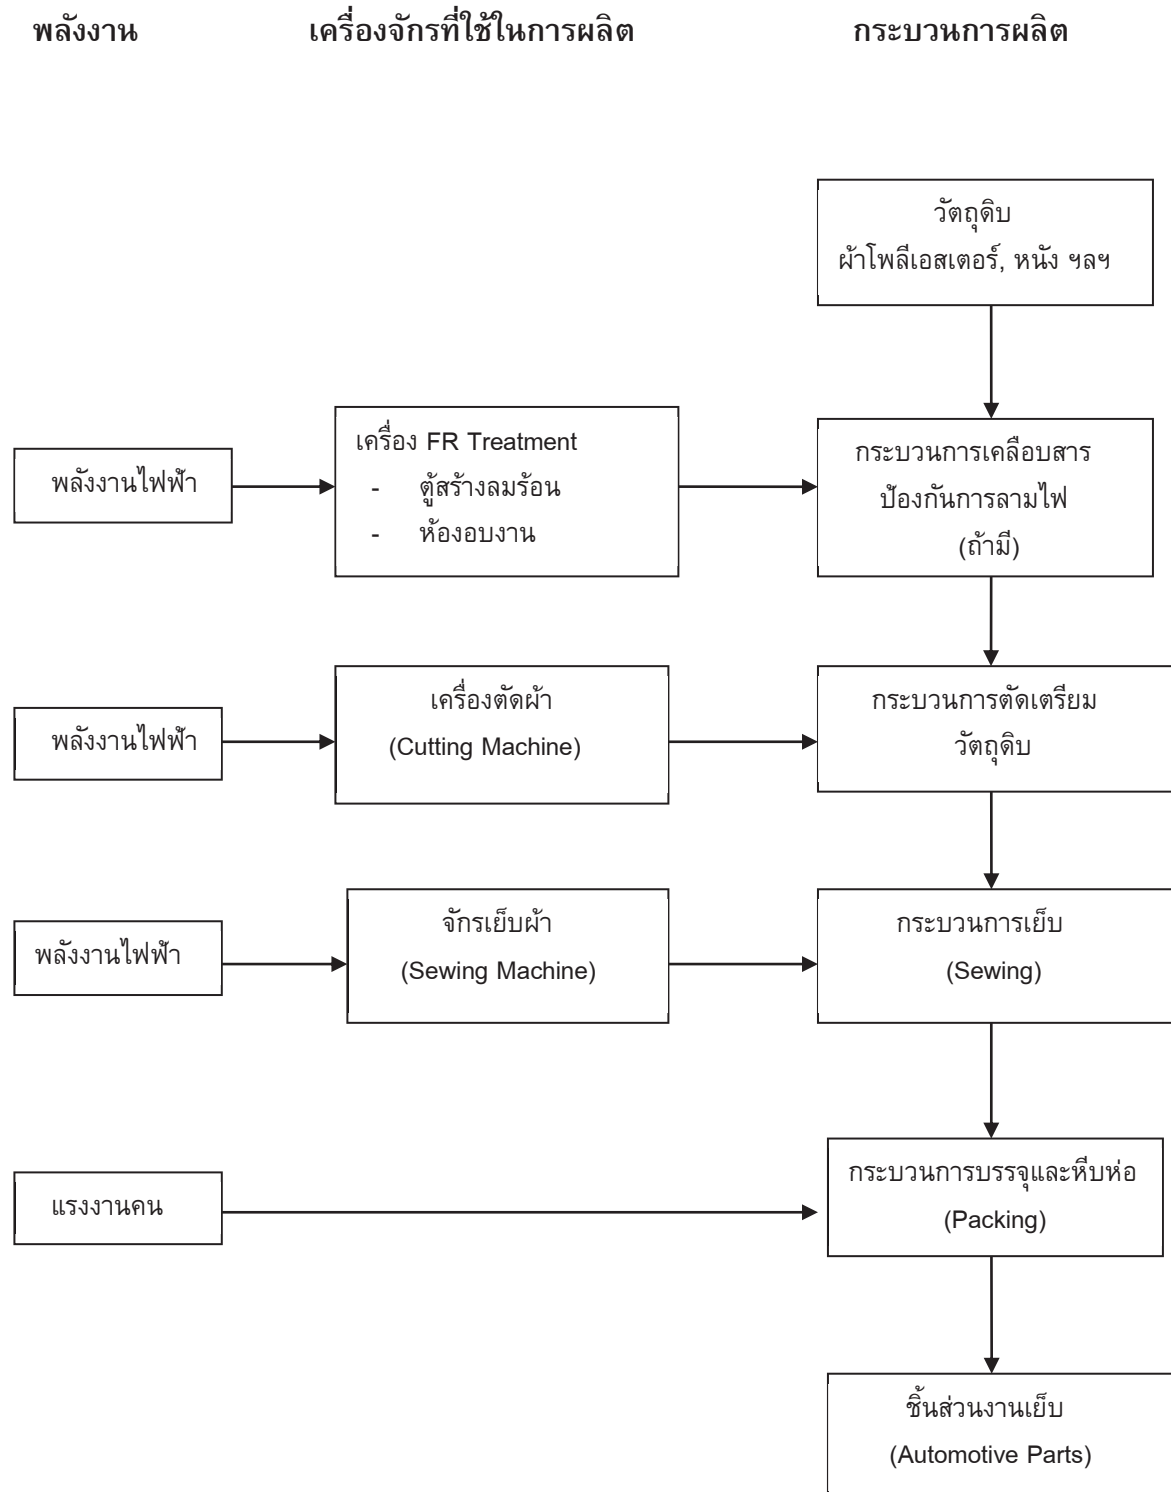 พลังงาน
เครื่องจักรที่ใช้ในการผลิต
กระบวนการผลิต
วัตถุดิบ
ผ้าโพลีเอสเตอร์, หนัง ฯลฯ
พลังงานไฟฟ้า
เครื่อง FR Treatment
- ตู้สร้างลมร้อน
- ห้องอบงาน
กระบวนการเคลือบสาร
ป้องกันการลามไฟ
(ถ้ามี)
พลังงานไฟฟ้า
เครื่องตัดผ้า
(Cutting Machine)
กระบวนการตัดเตรียม
วัตถุดิบ
พลังงานไฟฟ้า
จักรเย็บผ้า
(Sewing Machine)
กระบวนการเย็บ
(Sewing)
แรงงานคน
กระบวนการบรรจุและหีบห่อ
(Packing)
ชิ้นส่วนงานเย็บ
(Automotive Parts)